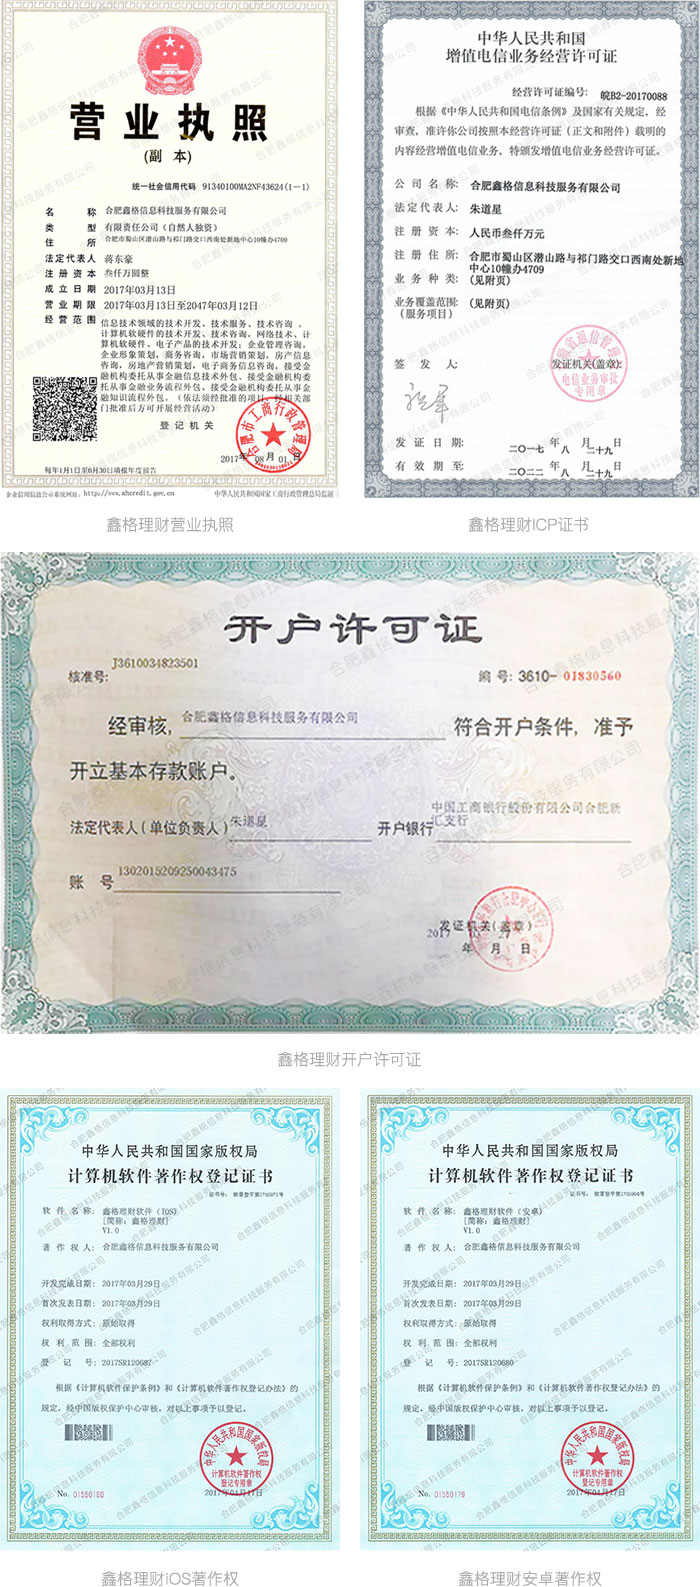 营业执照
(副 本)
统一社会信用代码 91340100MA2NF43624(1-1)
名 称 合肥鑫格信息科技服务有限公司
类 型 有限责任公司（自然人独资）
住 所 合肥市蜀山区潜山路与祁门路交口西南处新地中心10幢办4709
法定代表人 蒋东豪
注册资本 叁仟万圆整
成立日期 2017年03月13日
营业期限 2017年03月13日至2047年03月12日
经营范围 信息技术领域的技术开发、技术服务、技术咨询，
计算机软硬件的技术开发、技术咨询，网络技术、计
算机软硬件、电子产品的技术开发；企业管理咨询，
企业形象策划，商务咨询，市场营销策划，房产信息
咨询，房地产营销策划，电子商务信息咨询，接受金
融机构委托从事金融信息技术外包、接受金融机构委
托从事金融业务流程外包、接受金融机构委托从事金
融知识流程外包。（依法须经批准的项目，经相关部
门批准后方可开展经营活动）
登记机关
合肥市工商行政管理局
2017年 08月 01日
每年1月1日至6月30日填报年度报告
企业信用信息公示系统网址：http://www.ahcredit.gov.cn
中华人民共和国国家工商行政管理总局监制
鑫格理财营业执照
中华人民共和国
增值电信业务经营许可证
经营许可证编号: 皖B2-20170088
根据《中华人民共和国电信条例》及国家有关规定，经
审查，准许你公司按照本经营许可证（正文和附件）载明的
内容经营增值电信业务，特颁发增值电信业务经营许可证。
公司名称: 合肥鑫格信息科技服务有限公司
法定代表人: 朱道星
注册资本: 人民币叁仟万元
注册住所: 合肥市蜀山区潜山路与祁门路交口西南处新地
中心10幢办4709
业务种类: (见附页)
业务覆盖范围: (见附页)
(服务项目)
签 发 人:
发证机关(盖章):
电信业务审批
专用章
发证日期: 二〇一七 年 八 月 二十九 日
有效期至: 二〇二二 年 八 月 二十九 日
鑫格理财ICP证书
开户许可证
核准号: J3610034823501
编号: 3610-01830560
经审核, 合肥鑫格信息科技服务有限公司 符合开户条件, 准予
开立基本存款账户。
法定代表人(单位负责人) 朱道星 开户银行 中国工商银行股份有限公司合肥新
汇支行
账 号 1302015209250043475
发证机关(盖章)
2017 年 月 日
鑫格理财开户许可证
中华人民共和国国家版权局
计算机软件著作权登记证书
证书号: 软著登字第1705971号
软件名称: 鑫格理财软件（IOS）
[简称: 鑫格理财]
V1.0
著作权人: 合肥鑫格信息科技服务有限公司
开发完成日期: 2017年03月29日
首次发表日期: 2017年03月29日
权利取得方式: 原始取得
权利范围: 全部权利
登记号: 2017SR120687
根据《计算机软件保护条例》和《计算机软件著作权登记办法》的
规定，经中国版权保护中心审核，对以上事项予以登记。
中华人民共和国国家版权局
计算机软件著作权
登记专用章
No. 01550180
2017年04月17日
鑫格理财iOS著作权
中华人民共和国国家版权局
计算机软件著作权登记证书
软件名称: 鑫格理财软件（安卓）
[简称: 鑫格理财]
V1.0
著作权人: 合肥鑫格信息科技服务有限公司
开发完成日期: 2017年03月29日
首次发表日期: 2017年03月29日
权利取得方式: 原始取得
权利范围: 全部权利
登记号: 2017SR120680
根据《计算机软件保护条例》和《计算机软件著作权登记办法》的
规定，经中国版权保护中心审核，对以上事项予以登记。
中华人民共和国国家版权局
计算机软件著作权
登记专用章
No. 01550179
2017年04月17日
鑫格理财安卓著作权